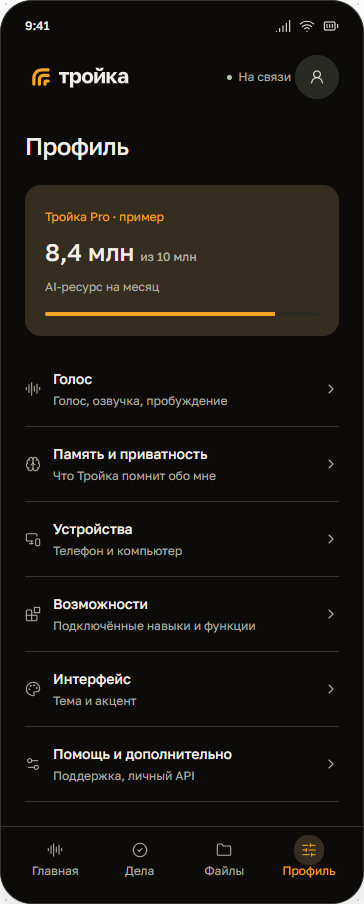 9:41
тройка
На связи
Профиль
Тройка Pro · пример
8,4 млн из 10 млн
AI-ресурс на месяц
Голос
Голос, озвучка, пробуждение
Память и приватность
Что Тройка помнит обо мне
Устройства
Телефон и компьютер
Возможности
Подключённые навыки и функции
Интерфейс
Тема и акцент
Помощь и дополнительно
Поддержка, личный API
Главная
Дела
Файлы
Профиль